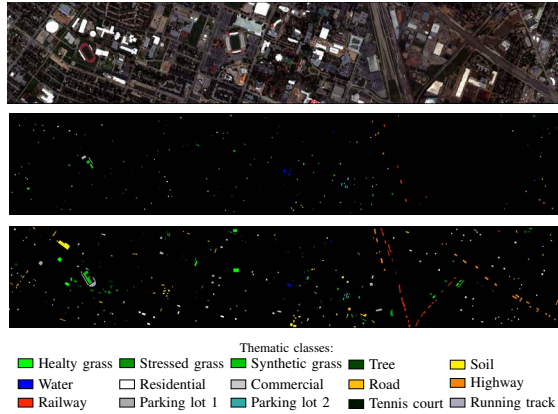 Thematic classes:
Healty grass Stressed grass Synthetic grass Tree Soil
Water Residential Commercial Road Highway
Railway Parking lot 1 Parking lot 2 Tennis court Running track